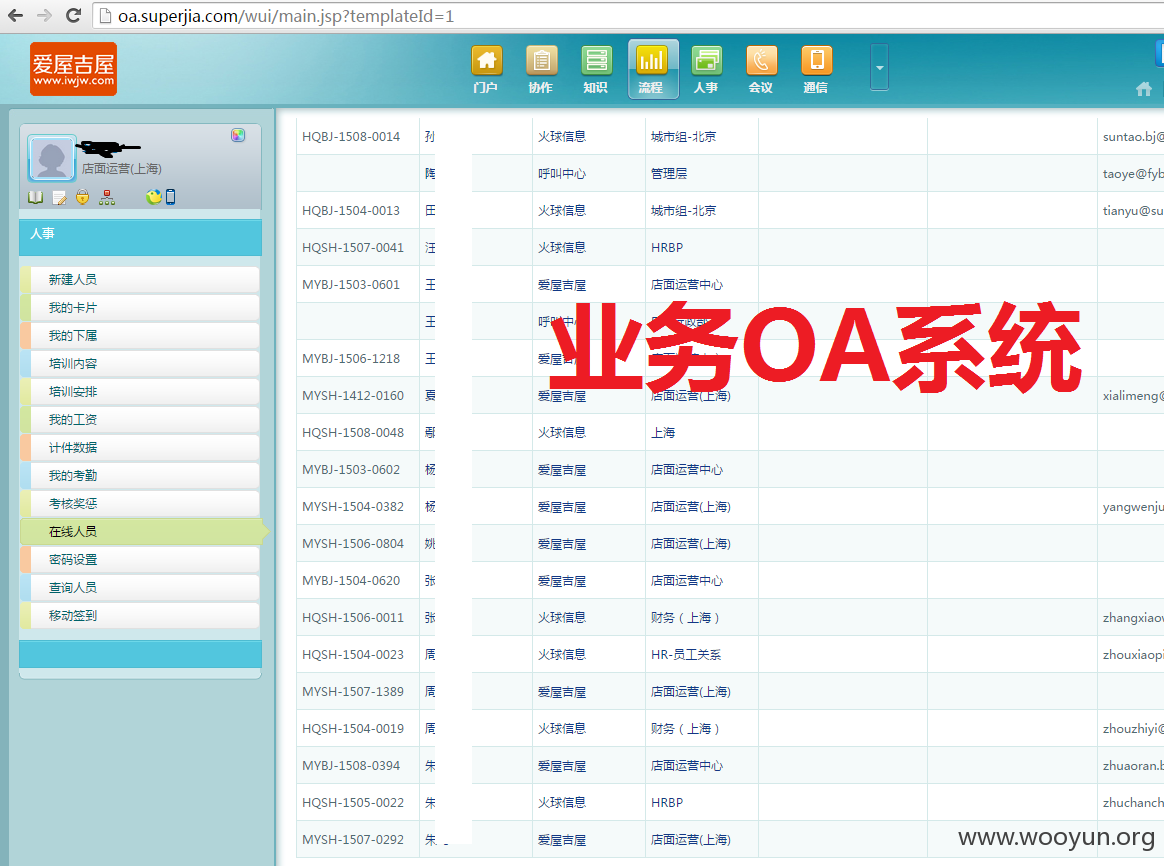 oa.superjia.com/wui/main.jsp?templateId=1
爱屋吉屋
www.iwjw.com
门户 协作 知识 流程 人事 会议 通信
店面运营(上海)
人事
新建人员
我的卡片
我的下属
培训内容
培训安排
我的工资
计件数据
我的考勤
考核奖惩
在线人员
密码设置
查询人员
移动签到
HQBJ-1508-0014 孙 火球信息 城市组-北京 suntao.bj@
陶 呼叫中心 管理层 taoye@fyb
HQBJ-1504-0013 田 火球信息 城市组-北京 tianyu@su
HQSH-1507-0041 汪 火球信息 HRBP
MYBJ-1503-0601 王 爱屋吉屋 店面运营中心
王 呼叫中
MYBJ-1506-1218 王 爱屋吉
业务OA系统
MYSH-1412-0160 夏 爱屋吉屋 店面运营(上海) xialimeng@
HQSH-1508-0048 鄢 火球信息 上海
MYBJ-1503-0602 杨 爱屋吉屋 店面运营中心
MYSH-1504-0382 杨 爱屋吉屋 店面运营(上海) yangwenju
MYSH-1506-0804 姚 爱屋吉屋 店面运营(上海)
MYBJ-1504-0620 张 爱屋吉屋 店面运营中心
HQSH-1506-0011 张 火球信息 财务（上海） zhangxiaow
HQSH-1504-0023 周 火球信息 HR-员工关系 zhouxiaopi
MYSH-1507-1389 周 爱屋吉屋 店面运营(上海)
HQSH-1504-0019 周 火球信息 财务（上海） zhouzhiyi@
MYBJ-1508-0394 朱 爱屋吉屋 店面运营中心 zhuaoran.b
HQSH-1505-0022 朱 火球信息 HRBP zhuchanch
MYSH-1507-0292 朱 爱屋吉屋 店面运营(上海)
www.wooyun.org